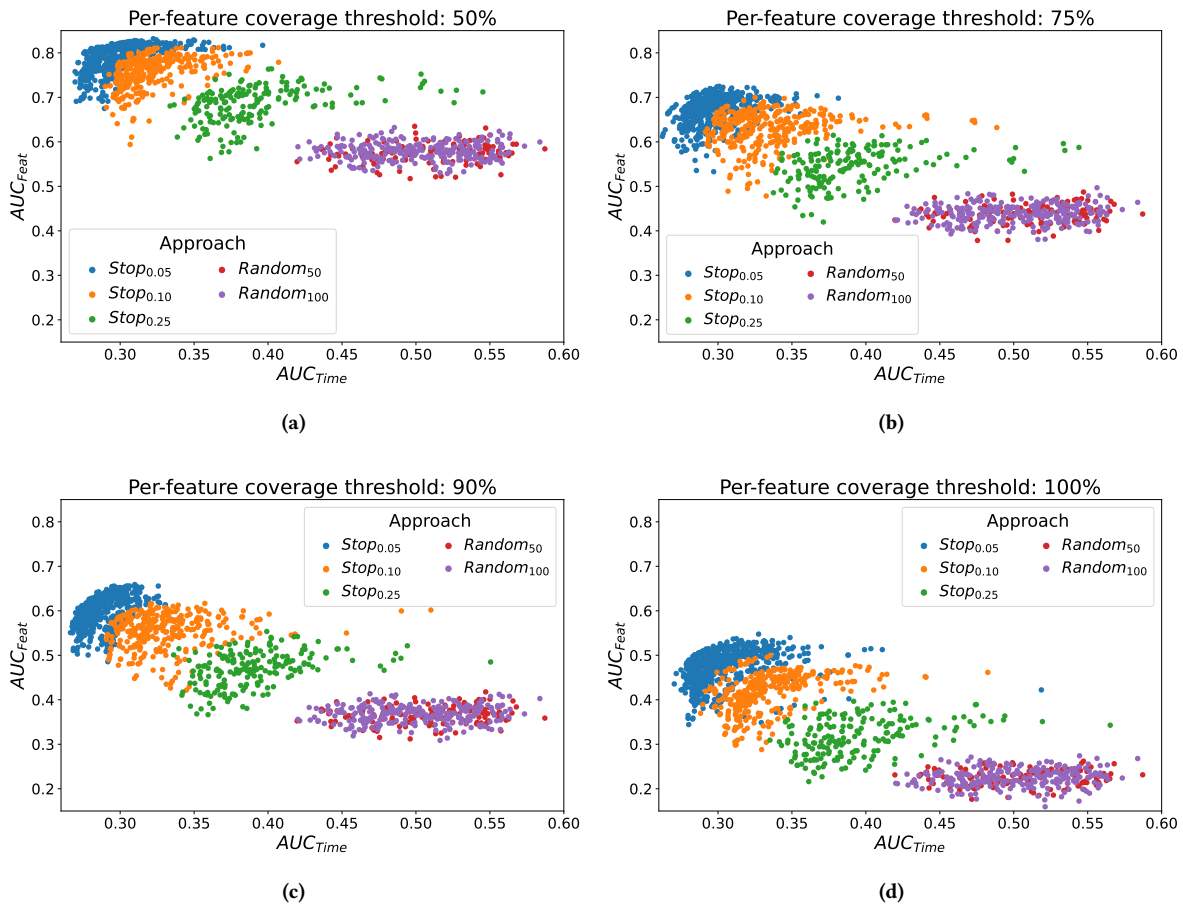 Per-feature coverage threshold: 50%
AUC_Feat
0.8
0.7
0.6
0.5
0.4
0.3
0.2
Approach
Stop_0.05
Stop_0.10
Stop_0.25
Random_50
Random_100
0.30 0.35 0.40 0.45 0.50 0.55 0.60
AUC_Time
(a)
Per-feature coverage threshold: 75%
AUC_Feat
0.8
0.7
0.6
0.5
0.4
0.3
0.2
Approach
Stop_0.05
Stop_0.10
Stop_0.25
Random_50
Random_100
0.30 0.35 0.40 0.45 0.50 0.55 0.60
AUC_Time
(b)
Per-feature coverage threshold: 90%
AUC_Feat
0.8
0.7
0.6
0.5
0.4
0.3
0.2
Approach
Stop_0.05
Stop_0.10
Stop_0.25
Random_50
Random_100
0.30 0.35 0.40 0.45 0.50 0.55 0.60
AUC_Time
(c)
Per-feature coverage threshold: 100%
AUC_Feat
0.8
0.7
0.6
0.5
0.4
0.3
0.2
Approach
Stop_0.05
Stop_0.10
Stop_0.25
Random_50
Random_100
0.30 0.35 0.40 0.45 0.50 0.55 0.60
AUC_Time
(d)